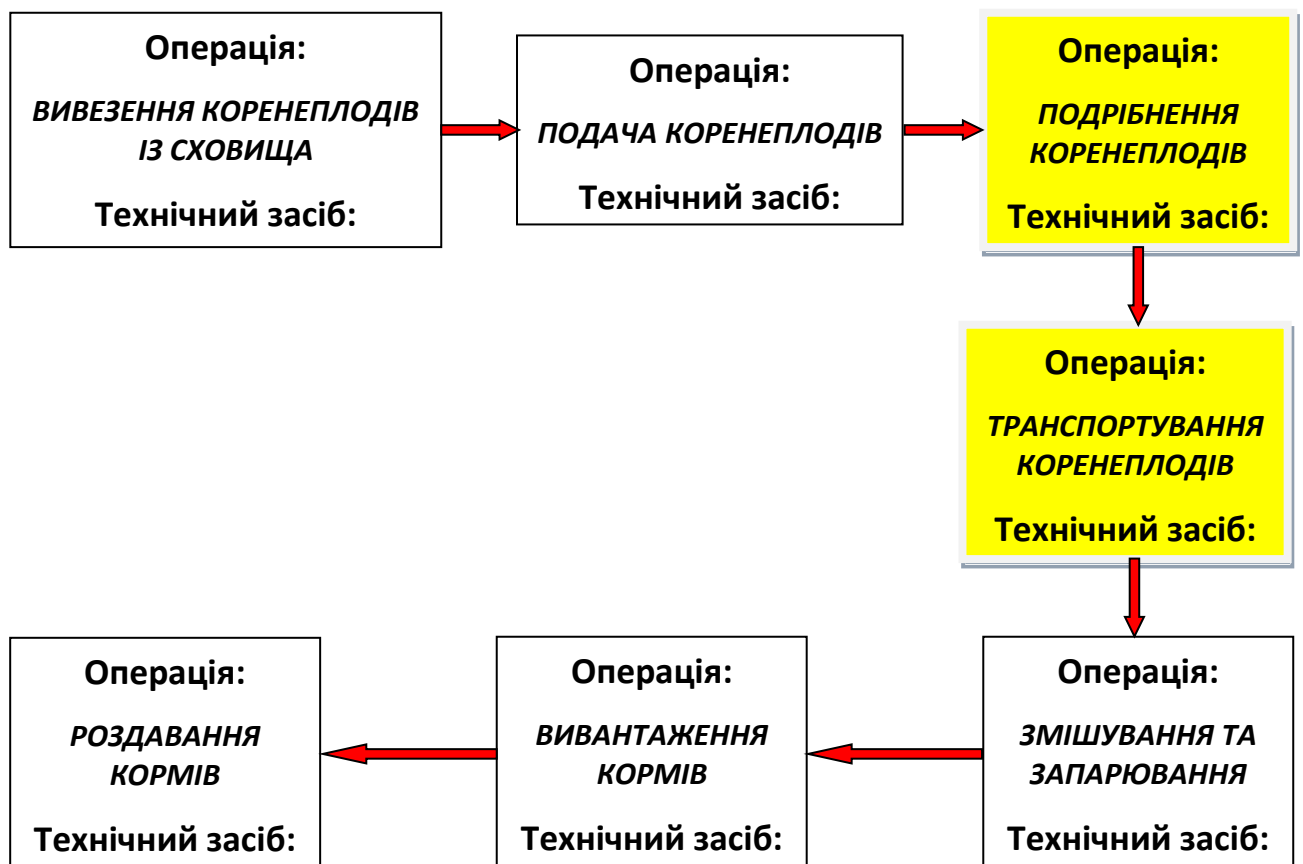 Операція:
ВИВЕЗЕННЯ КОРЕНЕПЛОДІВ
ІЗ СХОВИЩА
Технічний засіб:
Операція:
ПОДАЧА КОРЕНЕПЛОДІВ
Технічний засіб:
Операція:
ПОДРІБНЕННЯ
КОРЕНЕПЛОДІВ
Технічний засіб:
Операція:
ТРАНСПОРТУВАННЯ
КОРЕНЕПЛОДІВ
Технічний засіб:
Операція:
ЗМІШУВАННЯ ТА
ЗАПАРЮВАННЯ
Технічний засіб:
Операція:
ВИВАНТАЖЕННЯ
КОРМІВ
Технічний засіб:
Операція:
РОЗДАВАННЯ
КОРМІВ
Технічний засіб: